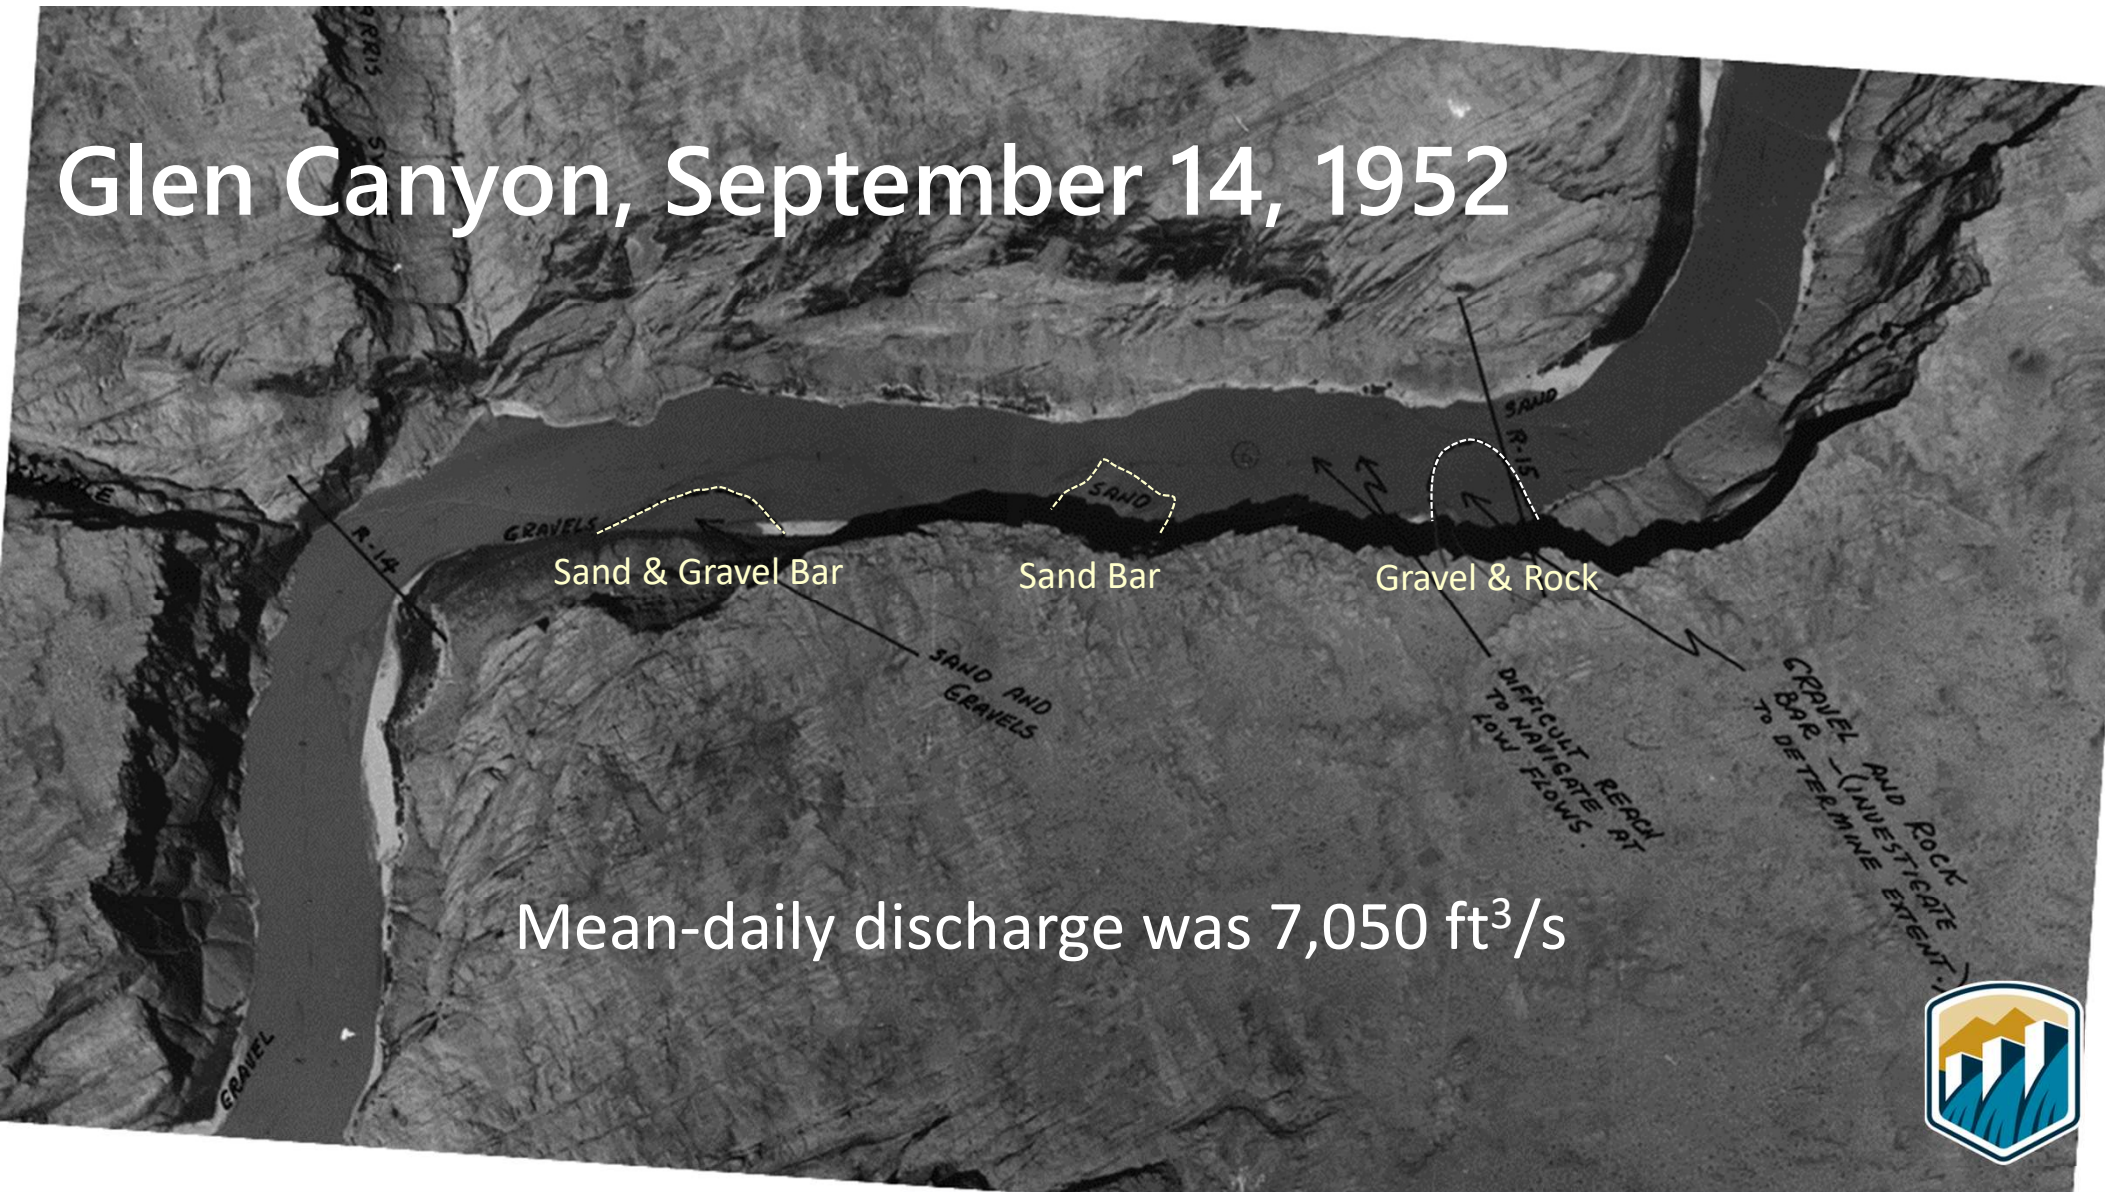 RRIS
Glen Canyon, September 14, 1952
SAND
R-15
SAND
GRAVELS
R-14
Sand & Gravel Bar
Sand Bar
Gravel & Rock
SAND AND
GRAVELS
DIFFICULT REACH
TO NAVIGATE AT
LOW FLOWS.
GRAVEL AND ROCK
BAR – (INVESTIGATE
TO DETERMINE EXTENT.)
Mean-daily discharge was 7,050 ft³/s
GRAVEL